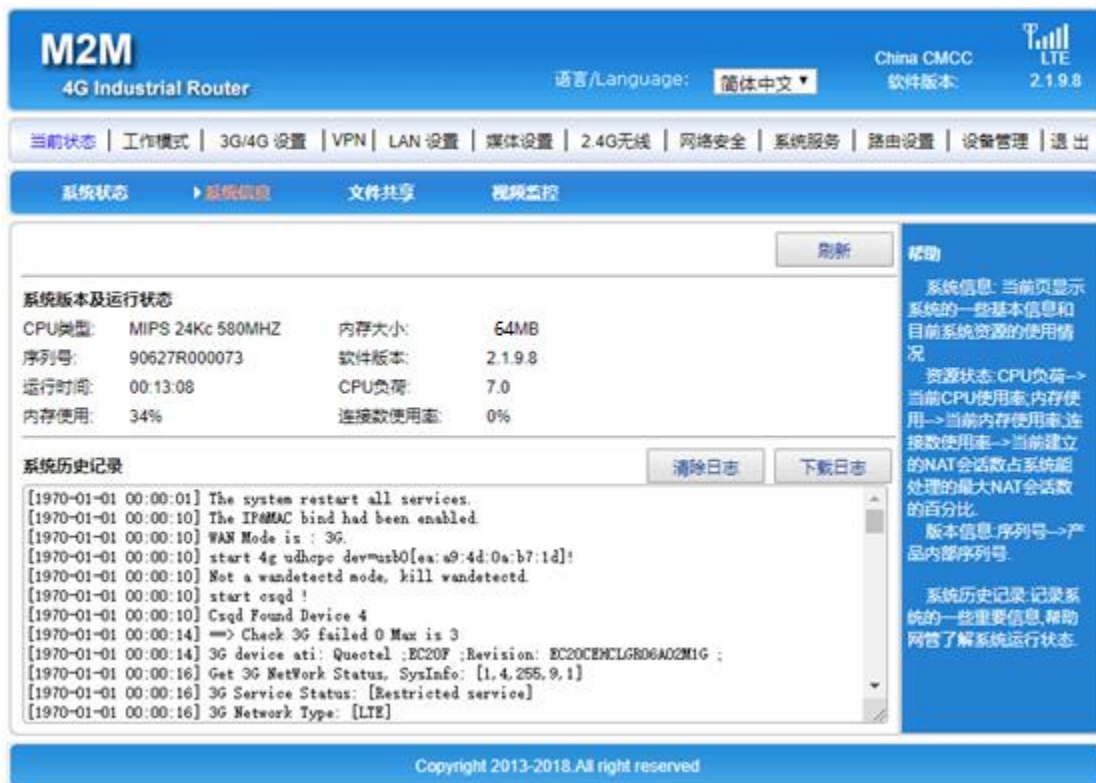 M2M
4G Industrial Router
语言/Language: 简体中文
China CMCC
LTE
软件版本: 2.1.9.8
当前状态 | 工作模式 | 3G/4G 设置 | VPN | LAN 设置 | 媒体设置 | 2.4G无线 | 网络安全 | 系统服务 | 路由设置 | 设备管理 | 退 出
系统状态 系统信息 文件共享 视频监控
刷新
系统版本及运行状态
CPU类型: MIPS 24Kc 580MHZ 内存大小: 64MB
序列号: 90627R000073 软件版本: 2.1.9.8
运行时间: 00:13:08 CPU负荷: 7.0
内存使用: 34% 连接数使用率: 0%
系统历史记录 清除日志 下载日志
[1970-01-01 00:00:01] The system restart all services.
[1970-01-01 00:00:10] The IP&MAC bind had been enabled.
[1970-01-01 00:00:10] WAN Mode is : 3G.
[1970-01-01 00:00:10] start 4g udhcpc dev=usb0[ea:a9:4d:0a:b7:1d]!
[1970-01-01 00:00:10] Not a wandetectd mode, kill wandetectd.
[1970-01-01 00:00:10] start csqd !
[1970-01-01 00:00:10] Csqd Found Device 4
[1970-01-01 00:00:14] ==> Check 3G failed 0 Max is 3
[1970-01-01 00:00:14] 3G device ati: Quectel ;EC20F ;Revision: EC20CEHCLGR06A02M1G ;
[1970-01-01 00:00:16] Get 3G NetWork Status, SysInfo: [1,4,255,9,1]
[1970-01-01 00:00:16] 3G Service Status: [Restricted service]
[1970-01-01 00:00:16] 3G Network Type: [LTE]
帮助
系统信息: 当前页显示
系统的一些基本信息和
目前系统资源的使用情
况
资源状态:CPU负荷-->
当前CPU使用率;内存使
用-->当前内存使用率;连
接数使用率-->当前建立
的NAT会话数占系统能
处理的最大NAT会话数
的百分比.
版本信息:序列号-->产
品内部序列号.
系统历史记录:记录系
统的一些重要信息,帮助
网管了解系统运行状态.
Copyright 2013-2018.All right reserved